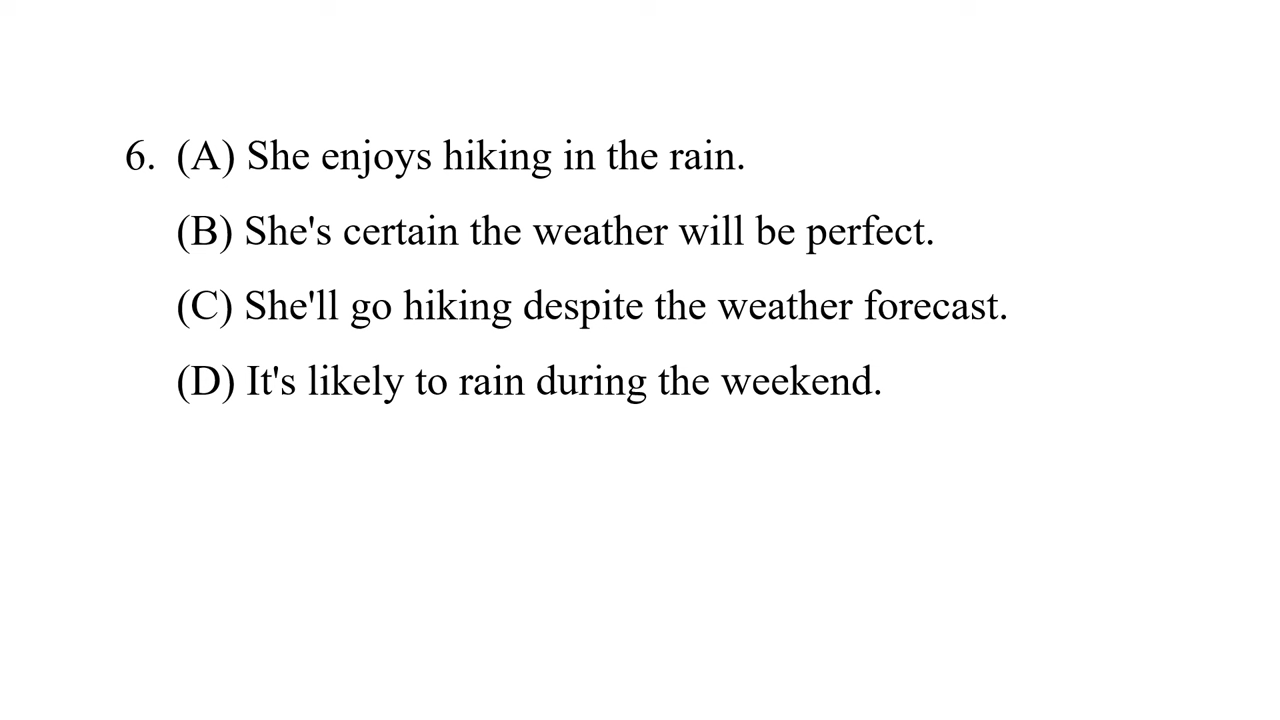 6. (A) She enjoys hiking in the rain.
(B) She's certain the weather will be perfect.
(C) She'll go hiking despite the weather forecast.
(D) It's likely to rain during the weekend.